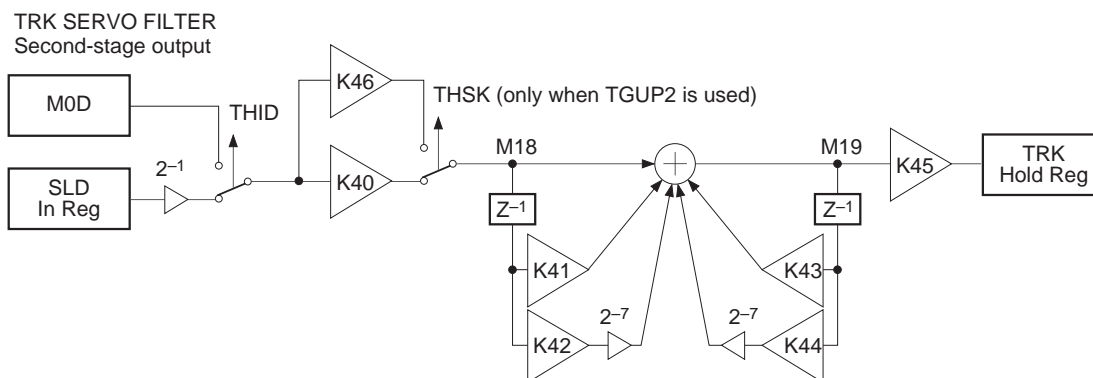 TRK SERVO FILTER
Second-stage output
M0D
THID
K46
THSK (only when TGUP2 is used)
SLD
In Reg
2–1
K40
M18
M19
K45
TRK
Hold Reg
Z–1
Z–1
K41
K43
K42
2–7
2–7
K44